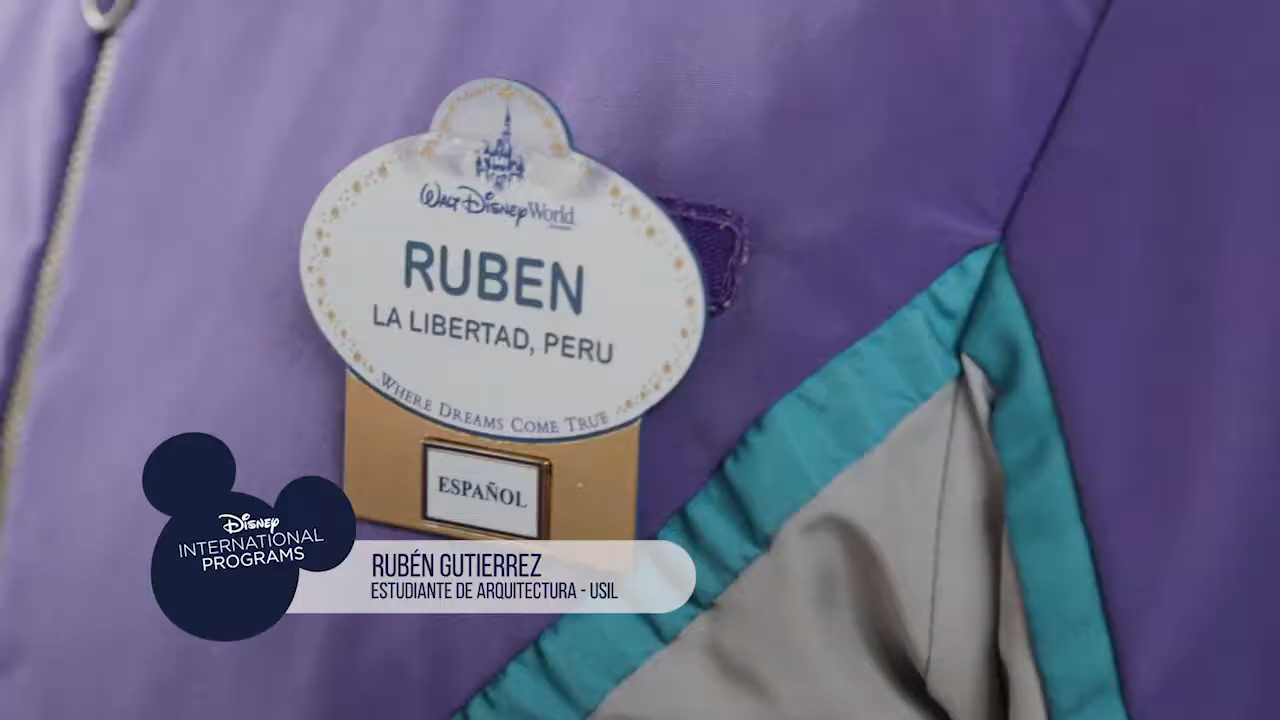 WALT DISNEY World
RUBEN
LA LIBERTAD, PERU
WHERE DREAMS COME TRUE
ESPAÑOL
Disney
INTERNATIONAL
PROGRAMS
RUBÉN GUTIERREZ
ESTUDIANTE DE ARQUITECTURA - USIL